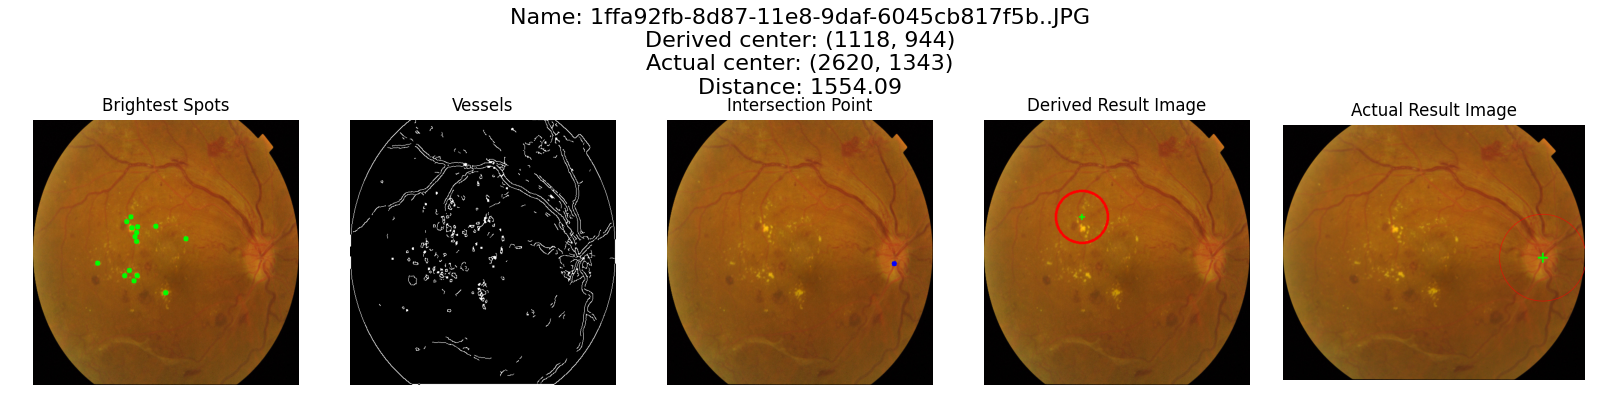 Name: 1ffa92fb-8d87-11e8-9daf-6045cb817f5b..JPG
Derived center: (1118, 944)
Actual center: (2620, 1343)
Distance: 1554.09
Brightest Spots
Vessels
Intersection Point
Derived Result Image
Actual Result Image